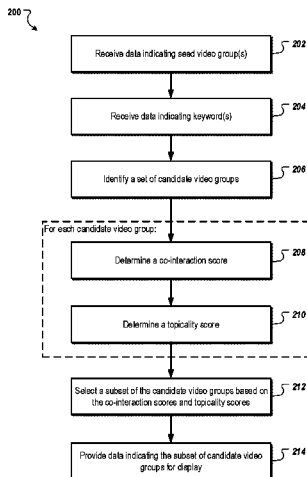 200
Receive data indicating seed video group(s)
202
Receive data indicating keyword(s)
204
Identify a set of candidate video groups
206
For each candidate video group:
Determine a co-interaction score
208
Determine a topicality score
210
Select a subset of the candidate video groups based on
the co-interaction scores and topicality scores
212
Provide data indicating the subset of candidate video
groups for display
214